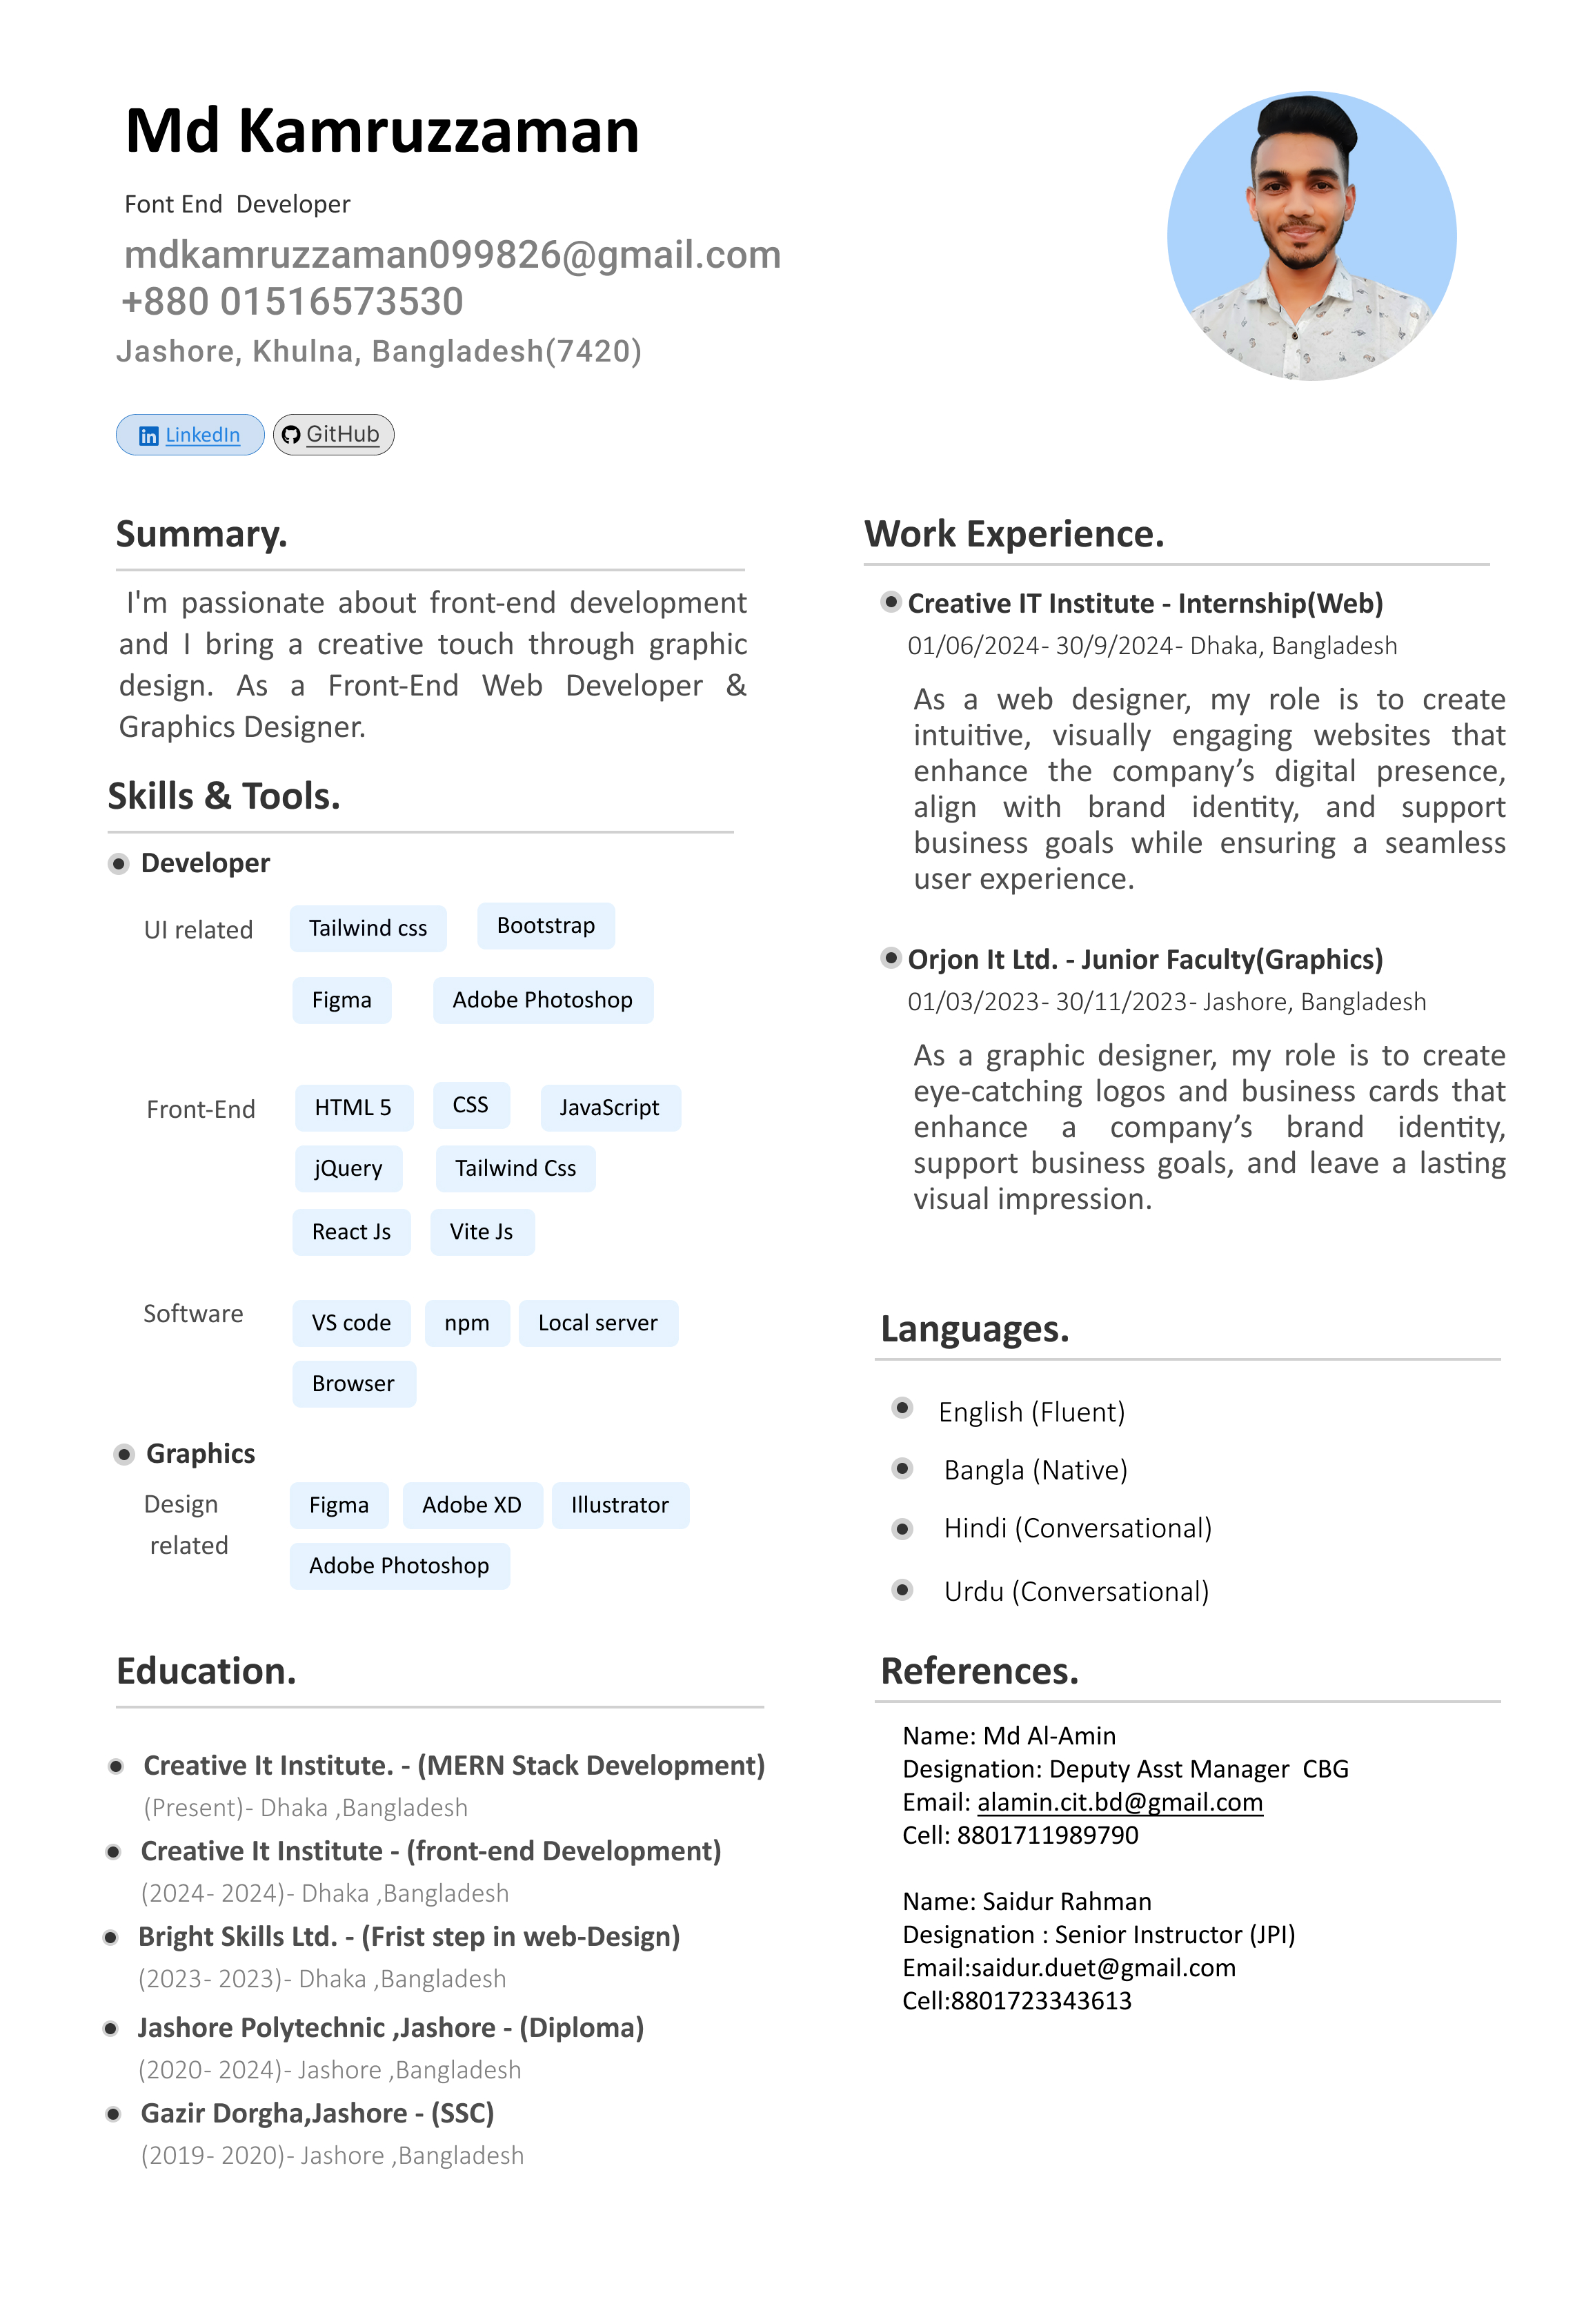 Md Kamruzzaman
Font End  Developer
mdkamruzzaman099826@gmail.com
+880 01516573530
Jashore, Khulna, Bangladesh(7420)
LinkedIn GitHub
Summary.
I'm passionate about front-end development
and I bring a creative touch through graphic
design. As a Front-End Web Developer &
Graphics Designer.
Skills & Tools.
Developer
UI related Tailwind css Bootstrap
Figma Adobe Photoshop
Front-End HTML 5 CSS JavaScript
jQuery Tailwind Css
React Js Vite Js
Software VS code npm Local server
Browser
Graphics
Design Figma Adobe XD Illustrator
related
Adobe Photoshop
Education.
Creative It Institute. - (MERN Stack Development)
(Present)- Dhaka ,Bangladesh
Creative It Institute - (front-end Development)
(2024- 2024)- Dhaka ,Bangladesh
Bright Skills Ltd. - (Frist step in web-Design)
(2023- 2023)- Dhaka ,Bangladesh
Jashore Polytechnic ,Jashore - (Diploma)
(2020- 2024)- Jashore ,Bangladesh
Gazir Dorgha,Jashore - (SSC)
(2019- 2020)- Jashore ,Bangladesh
Work Experience.
Creative IT Institute - Internship(Web)
01/06/2024- 30/9/2024- Dhaka, Bangladesh
As a web designer, my role is to create
intuitive, visually engaging websites that
enhance the company’s digital presence,
align with brand identity, and support
business goals while ensuring a seamless
user experience.
Orjon It Ltd. - Junior Faculty(Graphics)
01/03/2023- 30/11/2023- Jashore, Bangladesh
As a graphic designer, my role is to create
eye-catching logos and business cards that
enhance a company’s brand identity,
support business goals, and leave a lasting
visual impression.
Languages.
English (Fluent)
Bangla (Native)
Hindi (Conversational)
Urdu (Conversational)
References.
Name: Md Al-Amin
Designation: Deputy Asst Manager  CBG
Email: alamin.cit.bd@gmail.com
Cell: 8801711989790
Name: Saidur Rahman
Designation : Senior Instructor (JPI)
Email:saidur.duet@gmail.com
Cell:8801723343613